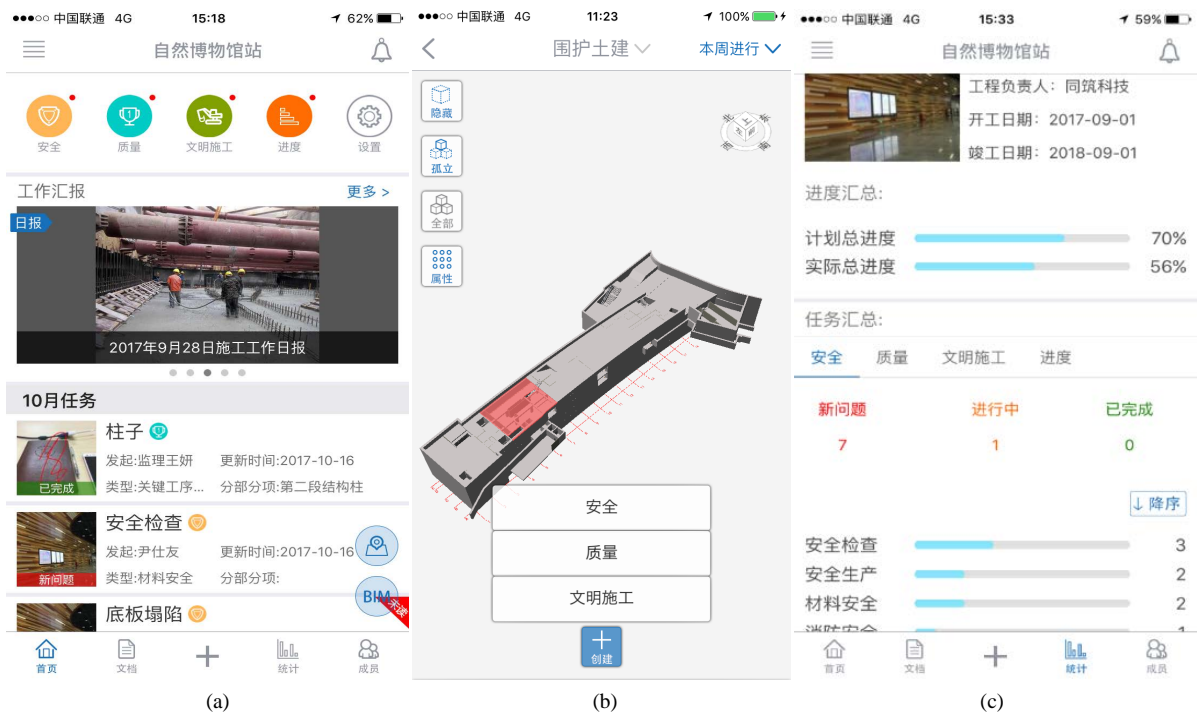 中国联通 4G 15:18 62%
自然博物馆站
安全 质量 文明施工 进度 设置
工作汇报 更多 >
日报
2017年9月28日施工工作日报
10月任务
柱子
发起:监理王妍 更新时间:2017-10-16
类型:关键工序... 分部分项:第二段结构柱
已完成
安全检查
发起:尹仕友 更新时间:2017-10-16
类型:材料安全 分部分项:
新问题
BIM
未读
底板塌陷
首页 文档 统计 成员
(a)
中国联通 4G 11:23 100%
围护土建 本周进行
隐藏
孤立
全部
属性
安全
质量
文明施工
创建
(b)
中国联通 4G 15:33 59%
自然博物馆站
工程负责人: 同筑科技
开工日期: 2017-09-01
竣工日期: 2018-09-01
进度汇总:
计划总进度 70%
实际总进度 56%
任务汇总:
安全 质量 文明施工 进度
新问题 进行中 已完成
7 1 0
↓ 降序
安全检查 3
安全生产 2
材料安全 2
消防安全 1
首页 文档 统计 成员
(c)